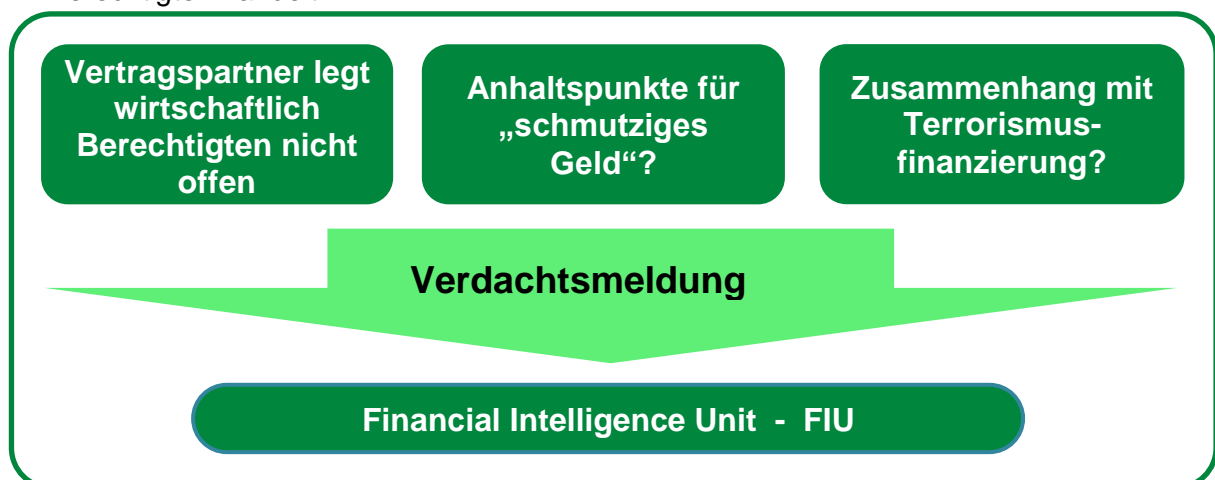 Vertragspartner legt
wirtschaftlich
Berechtigten nicht
offen
Anhaltspunkte für
„schmutziges
Geld“?
Zusammenhang mit
Terrorismus-
finanzierung?
Verdachtsmeldung
Financial Intelligence Unit - FIU